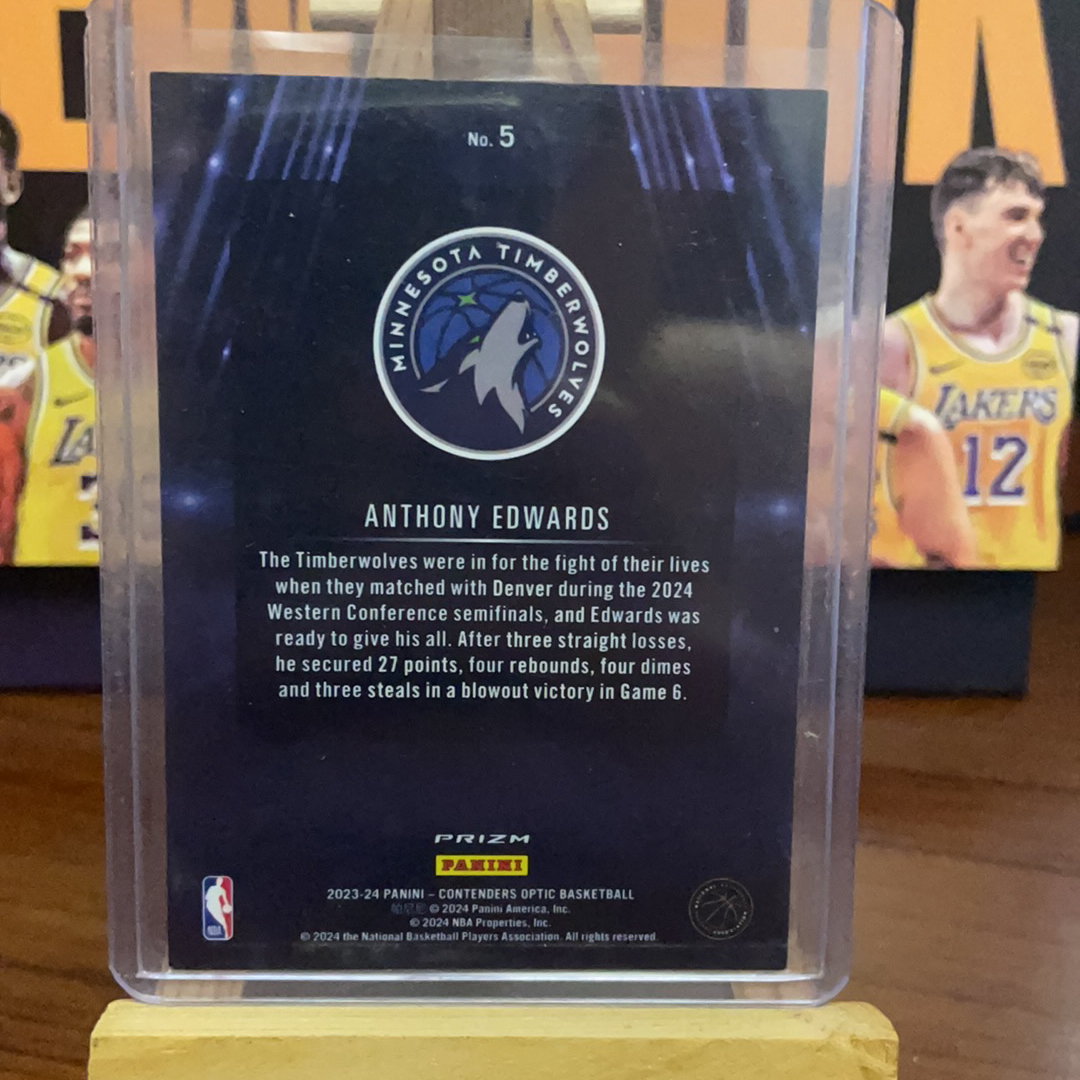 No. 5
MINNESOTA TIMBERWOLVES
ANTHONY EDWARDS
The Timberwolves were in for the fight of their lives
when they matched with Denver during the 2024
Western Conference semifinals, and Edwards was
ready to give his all. After three straight losses,
he secured 27 points, four rebounds, four dimes
and three steals in a blowout victory in Game 6.
PRIZM
PANINI
2023-24 PANINI – CONTENDERS OPTIC BASKETBALL
© 2024 Panini America, Inc.
© 2024 NBA Properties, Inc.
© 2024 the National Basketball Players Association. All rights reserved.
NBA
LAKERS
12